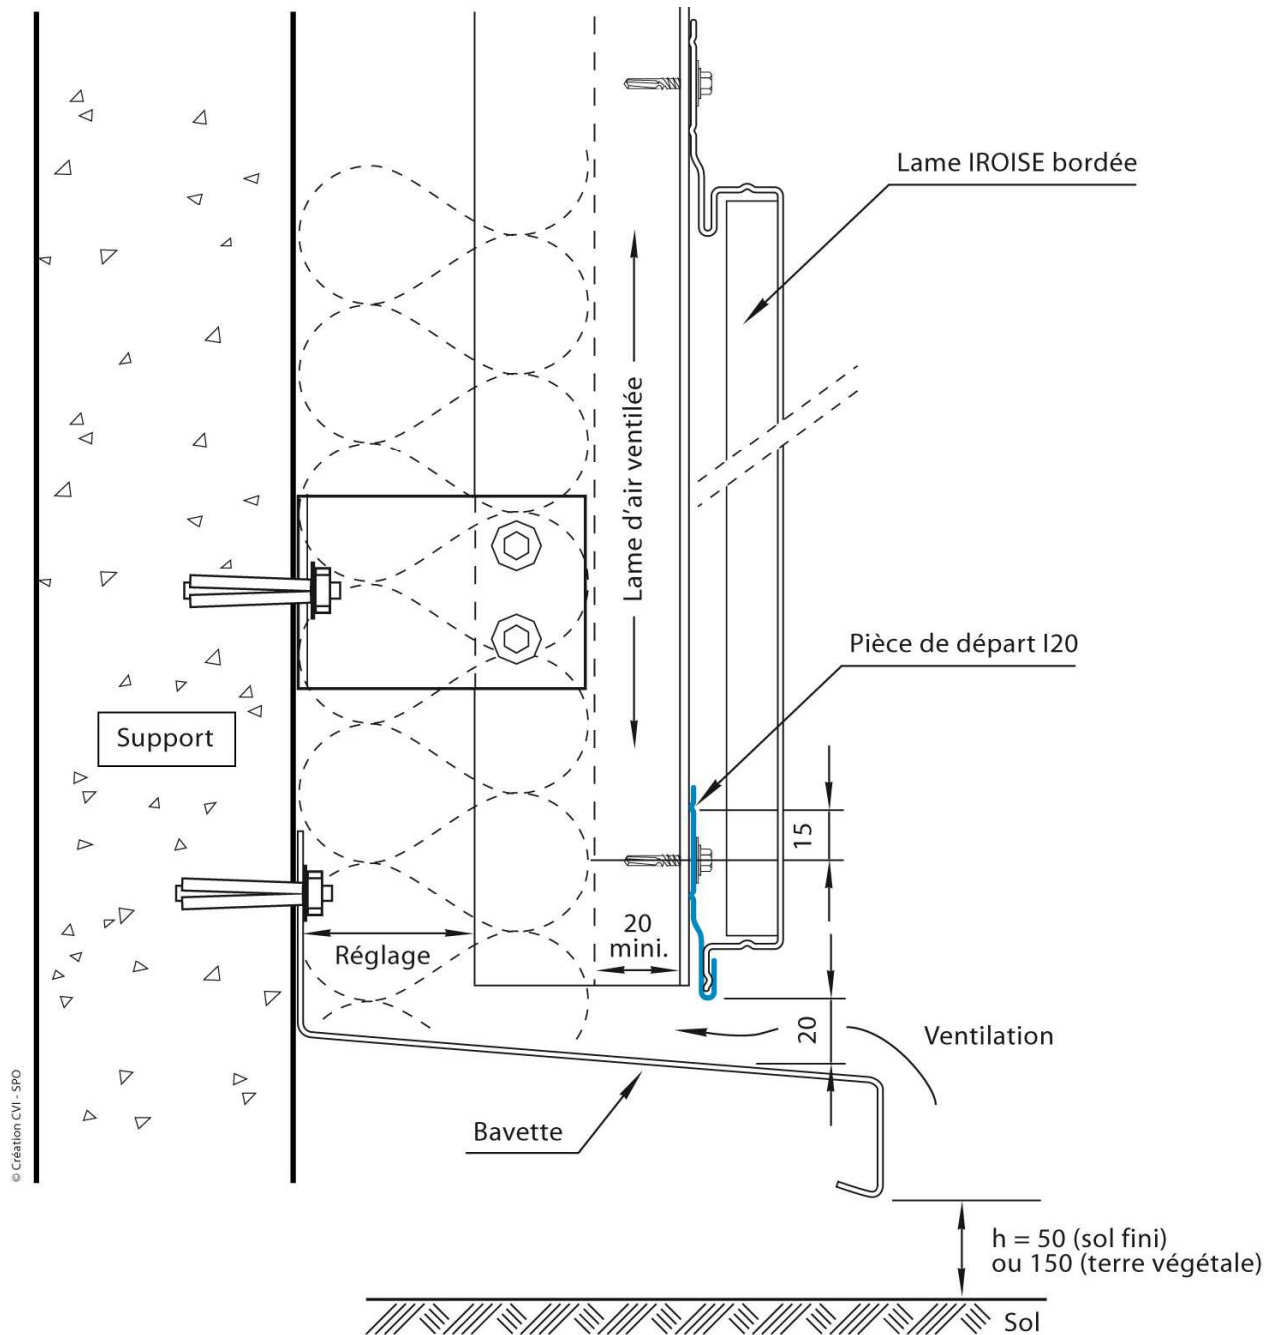 Lame IROISE bordée
Lame d'air ventilée
Pièce de départ I20
Support
15
20
mini.
Réglage
20
Ventilation
Bavette
© Création CVI - SPO
h = 50 (sol fini)
ou 150 (terre végétale)
Sol